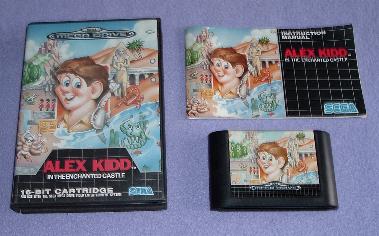 MEGA DRIVE
ALEX KIDD
IN THE ENCHANTED CASTLE
16-BIT CARTRIDGE
SEGA
INSTRUCTION
MANUAL
ALEX KIDD
IN THE ENCHANTED CASTLE
SEGA